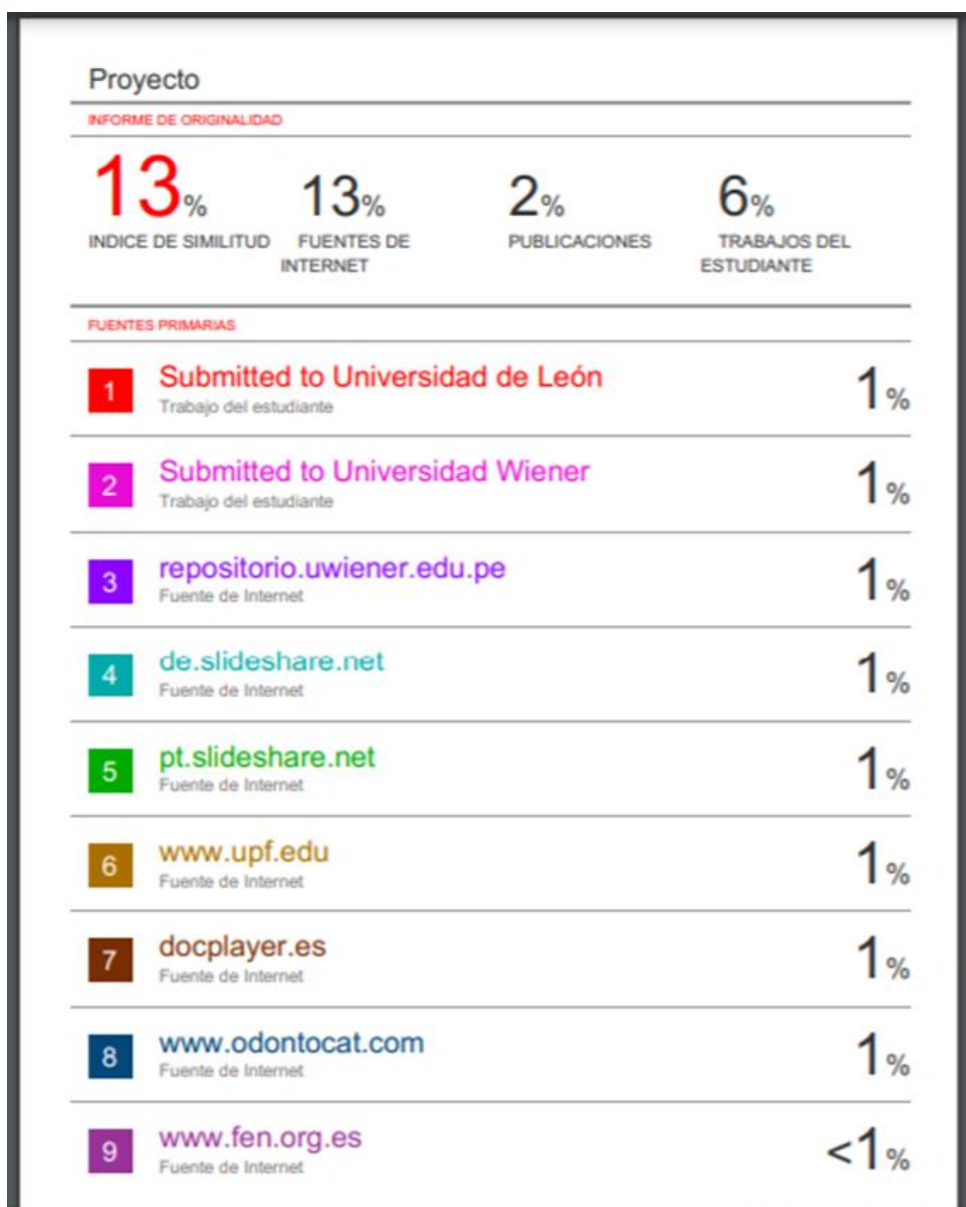 Proyecto
INFORME DE ORIGINALIDAD
13% 13% 2% 6%
INDICE DE SIMILITUD FUENTES DE PUBLICACIONES TRABAJOS DEL
INTERNET ESTUDIANTE
FUENTES PRIMARIAS
1 Submitted to Universidad de León 1%
Trabajo del estudiante
2 Submitted to Universidad Wiener 1%
Trabajo del estudiante
3 repositorio.uwiener.edu.pe 1%
Fuente de Internet
4 de.slideshare.net 1%
Fuente de Internet
5 pt.slideshare.net 1%
Fuente de Internet
6 www.upf.edu 1%
Fuente de Internet
7 docplayer.es 1%
Fuente de Internet
8 www.odontocat.com 1%
Fuente de Internet
9 www.fen.org.es <1%
Fuente de Internet